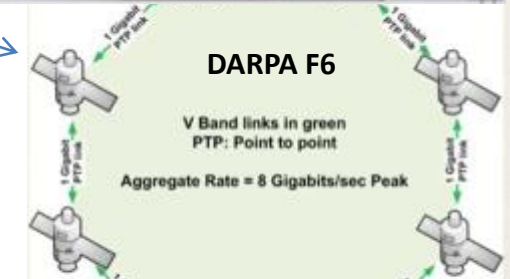 1 Gigabit
PTP link
1 Gigabit
PTP link
DARPA F6
V Band links in green
PTP: Point to point
Aggregate Rate = 8 Gigabits/sec Peak
1 Gigabit
PTP link
1 Gigabit
PTP link